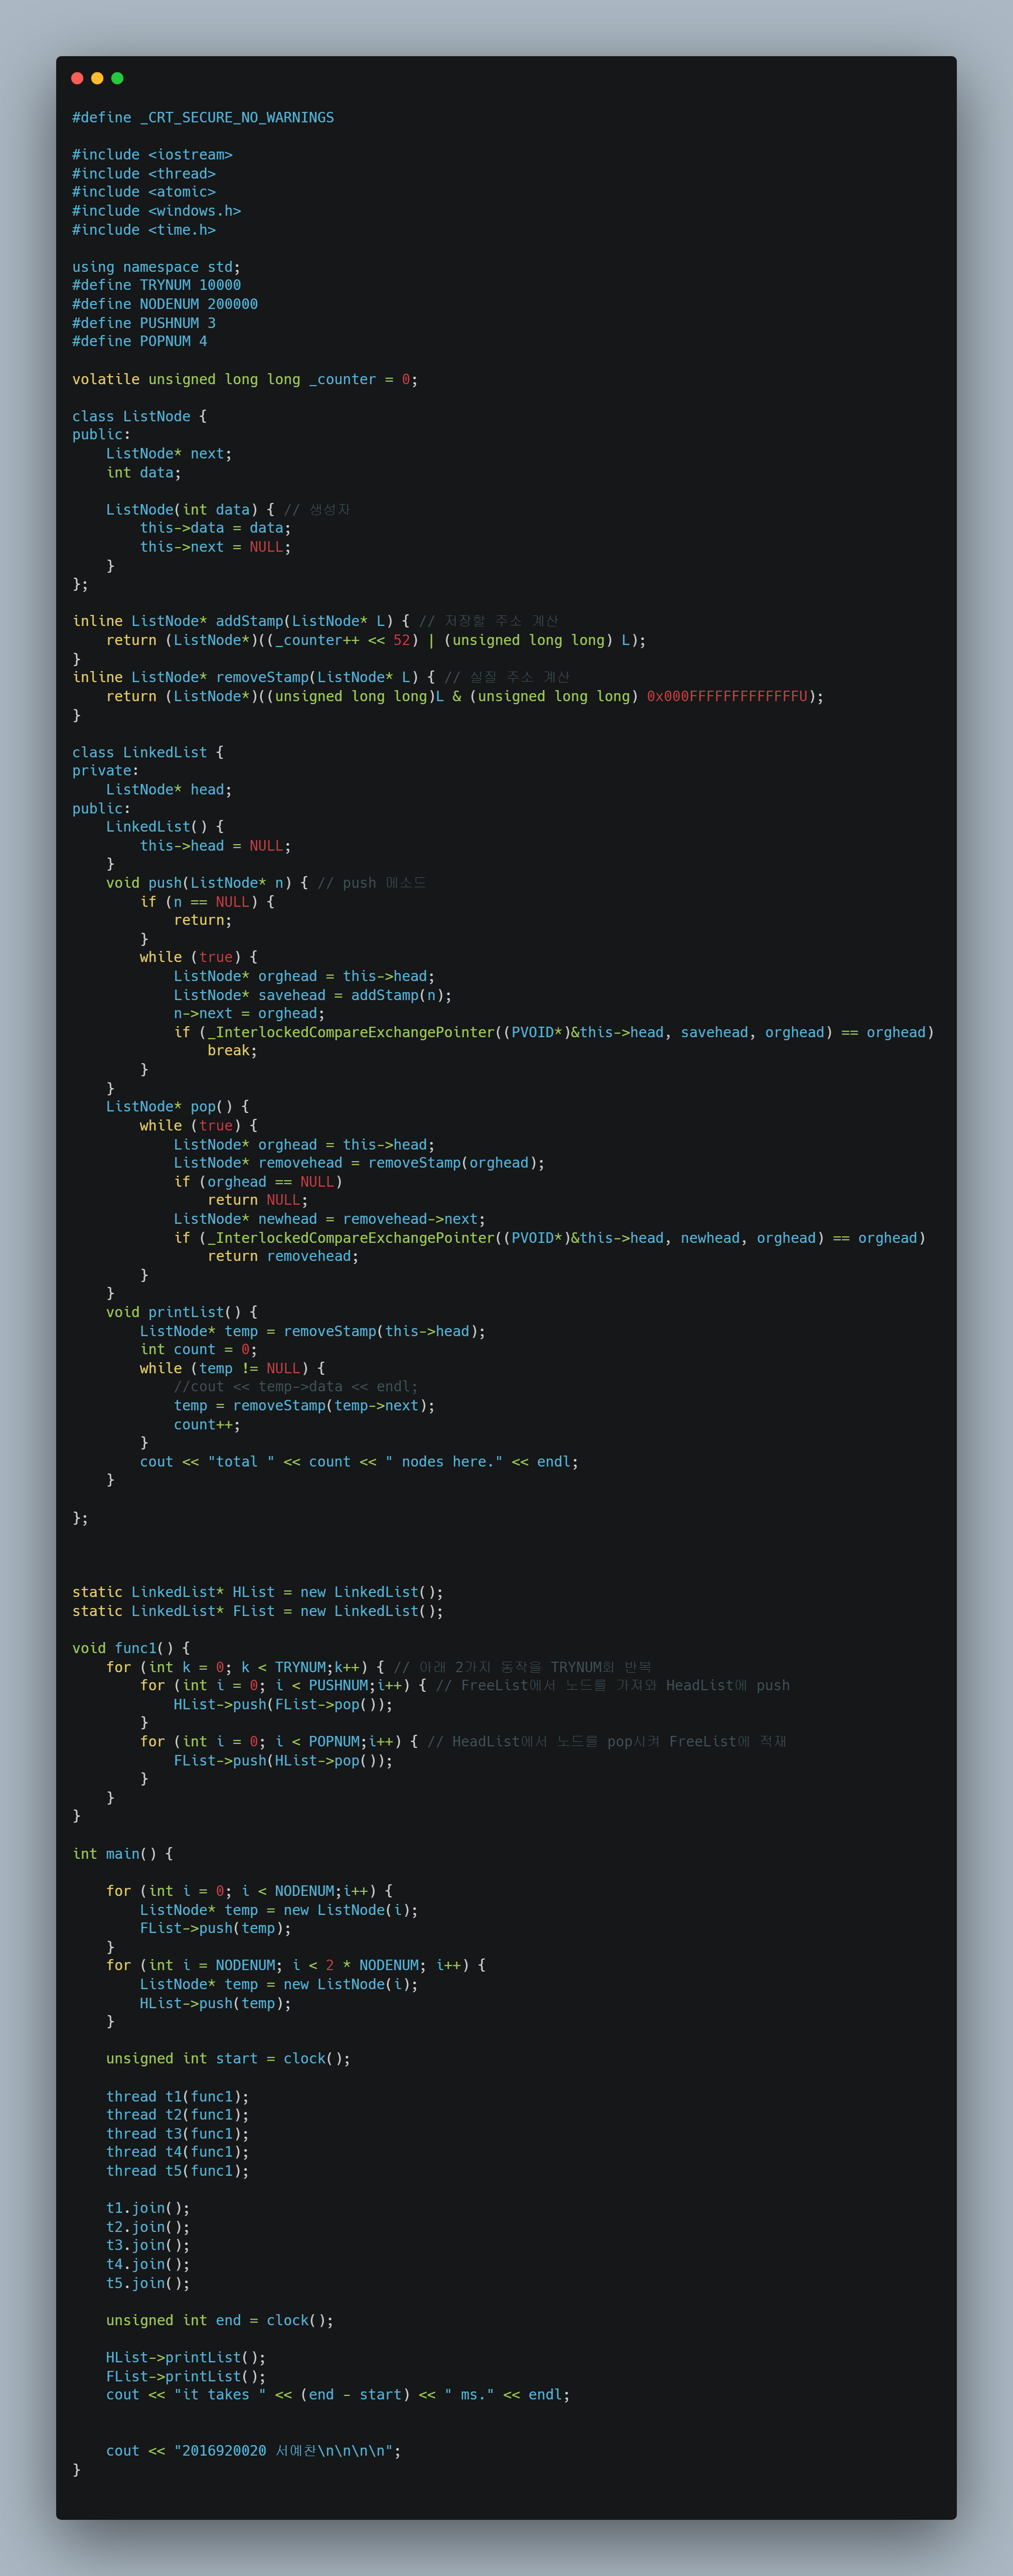 #define _CRT_SECURE_NO_WARNINGS

#include <iostream>
#include <thread>
#include <atomic>
#include <windows.h>
#include <time.h>

using namespace std;
#define TRYNUM 10000
#define NODENUM 200000
#define PUSHNUM 3
#define POPNUM 4

volatile unsigned long long _counter = 0;

class ListNode {
public:
    ListNode* next;
    int data;

    ListNode(int data) { // 생성자
        this->data = data;
        this->next = NULL;
    }
};

inline ListNode* addStamp(ListNode* L) { // 저장할 주소 계산
    return (ListNode*)((_counter++ << 52) | (unsigned long long) L);
}
inline ListNode* removeStamp(ListNode* L) { // 실질 주소 계산
    return (ListNode*)((unsigned long long)L & (unsigned long long) 0x000FFFFFFFFFFFFFU);
}

class LinkedList {
private:
    ListNode* head;
public:
    LinkedList() {
        this->head = NULL;
    }
    void push(ListNode* n) { // push 메소드
        if (n == NULL) {
            return;
        }
        while (true) {
            ListNode* orghead = this->head;
            ListNode* savehead = addStamp(n);
            n->next = orghead;
            if (_InterlockedCompareExchangePointer((PVOID*)&this->head, savehead, orghead) == orghead)
                break;
        }
    }
    ListNode* pop() {
        while (true) {
            ListNode* orghead = this->head;
            ListNode* removehead = removeStamp(orghead);
            if (orghead == NULL)
                return NULL;
            ListNode* newhead = removehead->next;
            if (_InterlockedCompareExchangePointer((PVOID*)&this->head, newhead, orghead) == orghead)
                return removehead;
        }
    }
    void printList() {
        ListNode* temp = removeStamp(this->head);
        int count = 0;
        while (temp != NULL) {
            //cout << temp->data << endl;
            temp = removeStamp(temp->next);
            count++;
        }
        cout << "total " << count << " nodes here." << endl;
    }

};

static LinkedList* HList = new LinkedList();
static LinkedList* FList = new LinkedList();

void func1() {
    for (int k = 0; k < TRYNUM;k++) { // 아래 2가지 동작을 TRYNUM회 반복
        for (int i = 0; i < PUSHNUM;i++) { // FreeList에서 노드를 가져와 HeadList에 push
            HList->push(FList->pop());
        }
        for (int i = 0; i < POPNUM;i++) { // HeadList에서 노드를 pop시켜 FreeList에 적재
            FList->push(HList->pop());
        }
    }
}

int main() {

    for (int i = 0; i < NODENUM;i++) {
        ListNode* temp = new ListNode(i);
        FList->push(temp);
    }
    for (int i = NODENUM; i < 2 * NODENUM; i++) {
        ListNode* temp = new ListNode(i);
        HList->push(temp);
    }

    unsigned int start = clock();

    thread t1(func1);
    thread t2(func1);
    thread t3(func1);
    thread t4(func1);
    thread t5(func1);

    t1.join();
    t2.join();
    t3.join();
    t4.join();
    t5.join();

    unsigned int end = clock();

    HList->printList();
    FList->printList();
    cout << "it takes " << (end - start) << " ms." << endl;

    cout << "2016920020 서예찬\n\n\n\n";
}